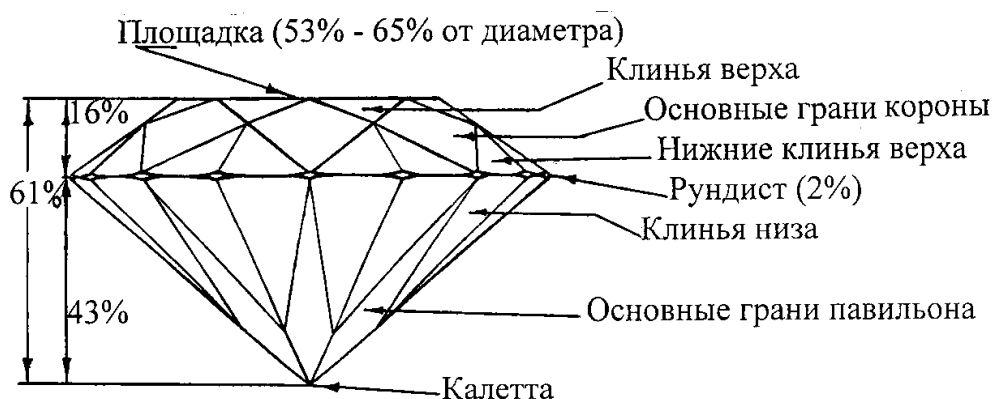 Площадка (53% - 65% от диаметра)
Клинья верха
16%
Основные грани короны
Нижние клинья верха
61%
Рундист (2%)
Клинья низа
43%
Основные грани павильона
Калетта